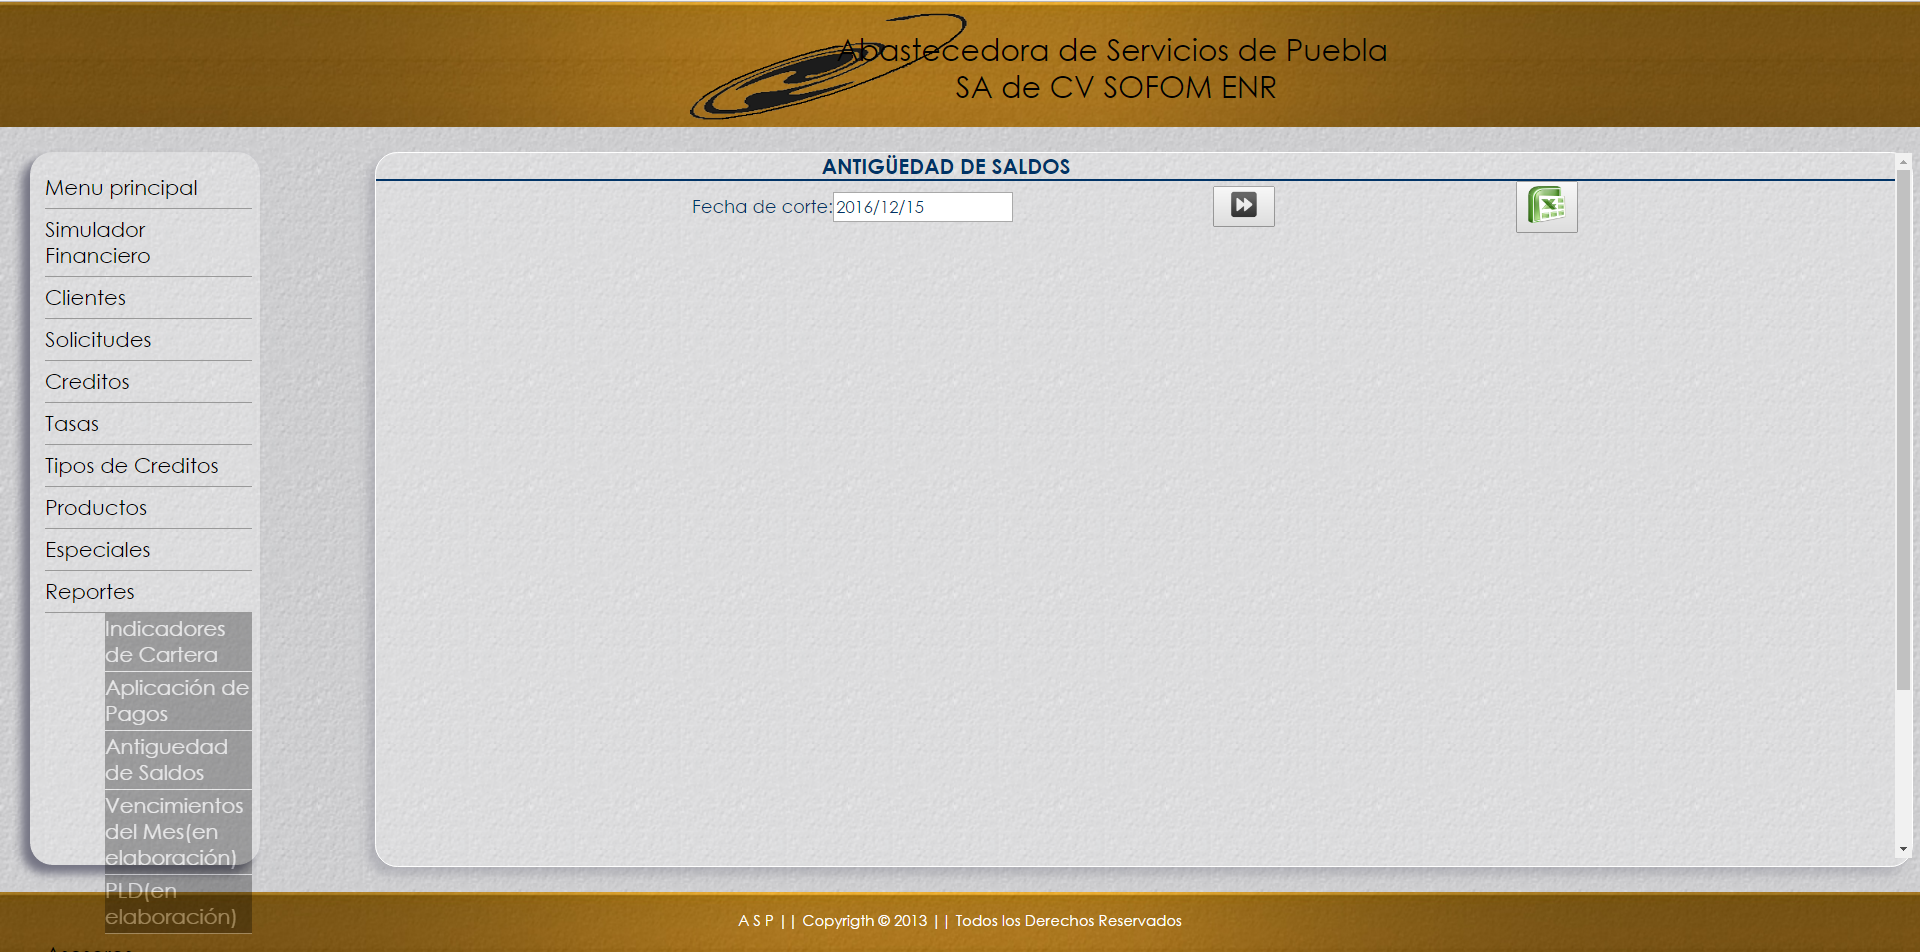 Abastecedora de Servicios de Puebla
SA de CV SOFOM ENR
Menu principal
Simulador
Financiero
Clientes
Solicitudes
Creditos
Tasas
Tipos de Creditos
Productos
Especiales
Reportes
Indicadores
de Cartera
Aplicación de
Pagos
Antiguedad
de Saldos
Vencimientos
del Mes(en
elaboración)
PLD(en
elaboración)
ANTIGÜEDAD DE SALDOS
Fecha de corte: 2016/12/15
A S P || Copyrigth © 2013 || Todos los Derechos Reservados